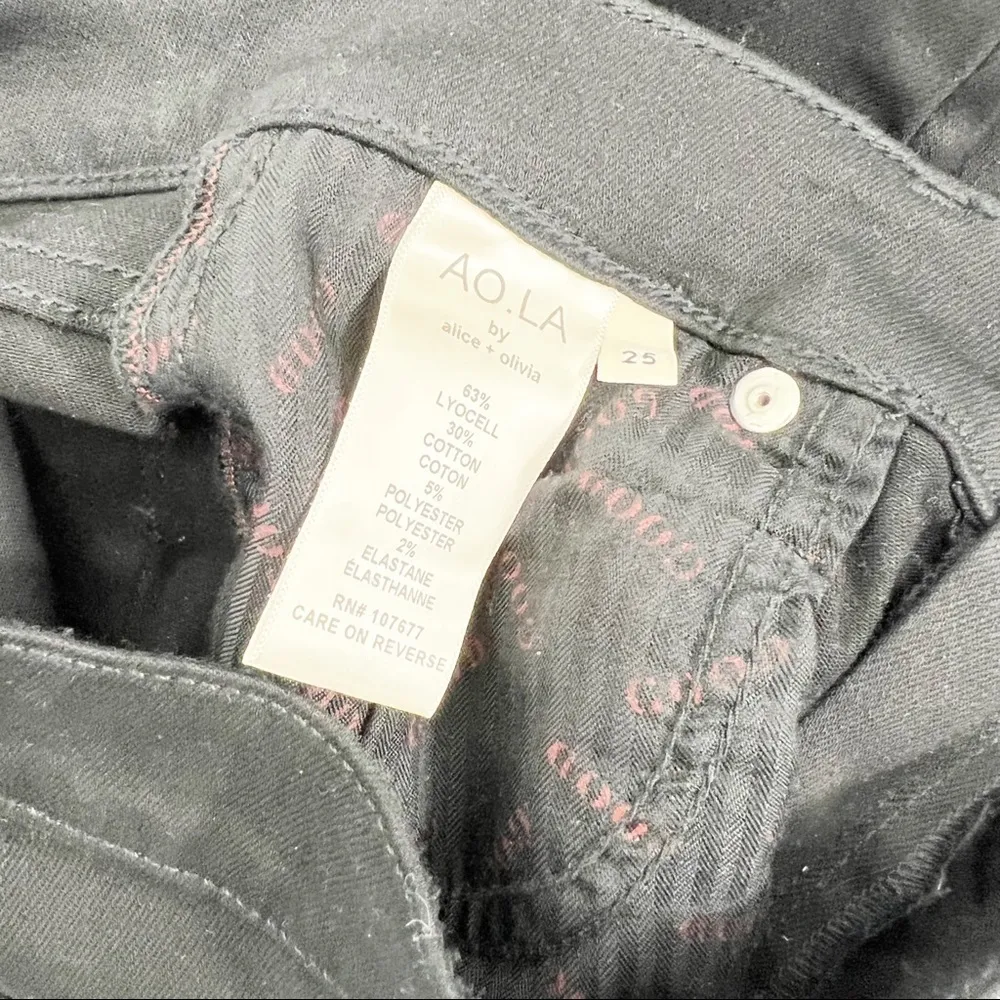 AO.LA
by
alice + olivia
63%
LYOCELL
30%
COTTON
COTON
5%
POLYESTER
POLYESTER
2%
ELASTANE
ÉLASTHANNE
RN# 107677
CARE ON REVERSE
25